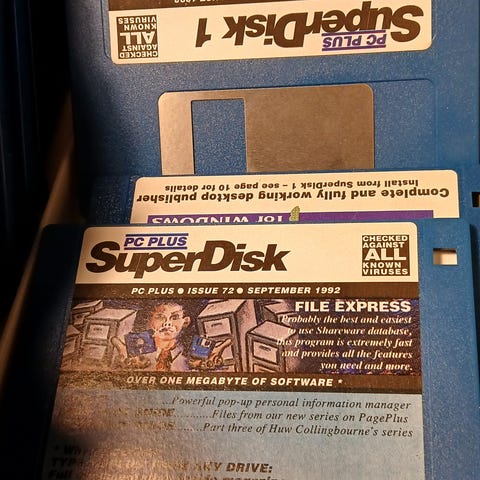 PC PLUS
SuperDisk 1
CHECKED
AGAINST
ALL
KNOWN
VIRUSES
Complete and fully working desktop publisher
Install from SuperDisk 1 – see page 10 for details
for WINDOWS
PC PLUS
SuperDisk
CHECKED
AGAINST
ALL
KNOWN
VIRUSES
PC PLUS ● ISSUE 72 ● SEPTEMBER 1992
FILE EXPRESS
Probably the best and easiest
to use Shareware database,
this program is extremely fast
and provides all the features
you need and more.
OVER ONE MEGABYTE OF SOFTWARE *
...Powerful pop-up personal information manager
..........Files from our new series on PagePlus
..........Part three of Huw Collingbourne's series
ANY DRIVE: